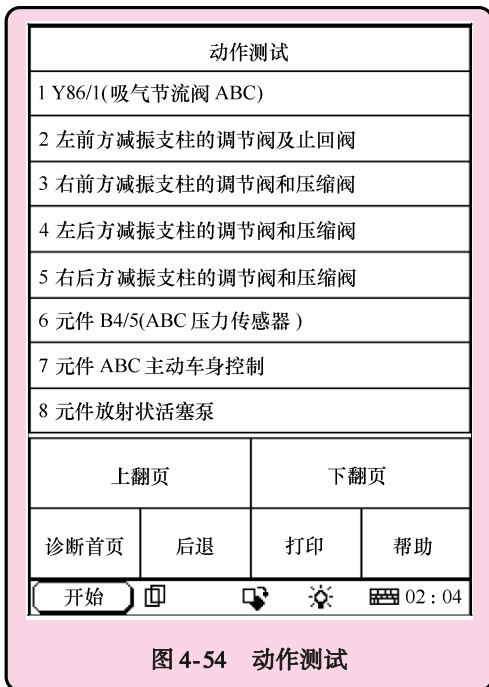 动作测试
1 Y86/1(吸气节流阀 ABC)
2 左前方减振支柱的调节阀及止回阀
3 右前方减振支柱的调节阀和压缩阀
4 左后方减振支柱的调节阀和压缩阀
5 右后方减振支柱的调节阀和压缩阀
6 元件 B4/5(ABC 压力传感器)
7 元件 ABC 主动车身控制
8 元件放射状活塞泵
上翻页 下翻页
诊断首页 后退 打印 帮助
开始 02 : 04
图 4-54 动作测试